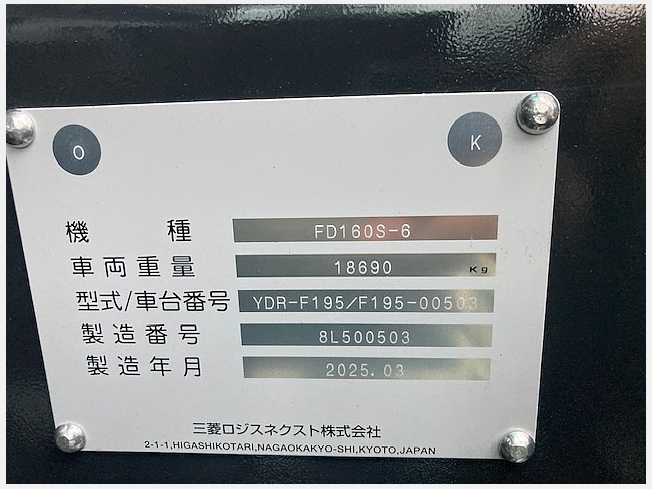 O K
機種 FD160S-6
車両重量 18690 Kg
型式/車台番号 YDR-F195/F195-00503
製造番号 8L500503
製造年月 2025.03
三菱ロジスネクスト株式会社
2-1-1,HIGASHIKOTARI,NAGAOKAKYO-SHI,KYOTO,JAPAN